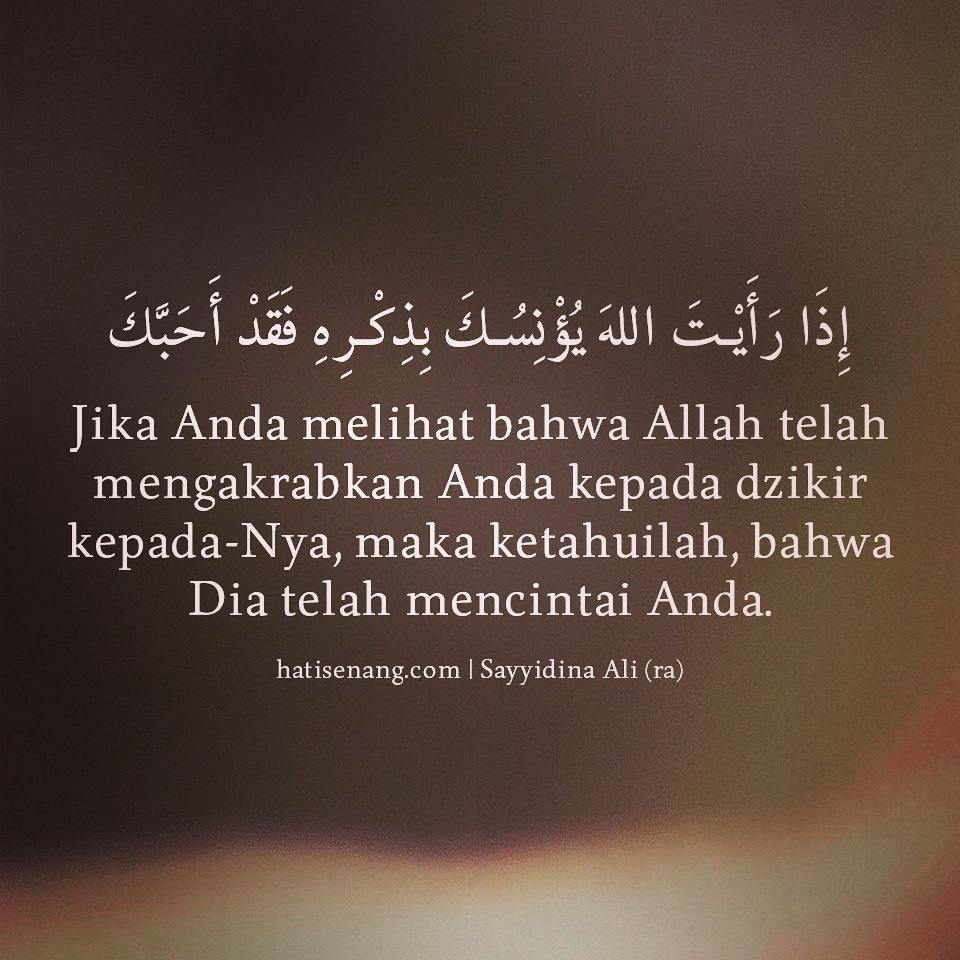 إِذَا رَأَيْتَ اللهَ يُؤْنِسُكَ بِذِكْرِهِ فَقَدْ أَحَبَّكَ
Jika Anda melihat bahwa Allah telah
mengakrabkan Anda kepada dzikir
kepada-Nya, maka ketahuilah, bahwa
Dia telah mencintai Anda.
hatisenang.com | Sayyidina Ali (ra)